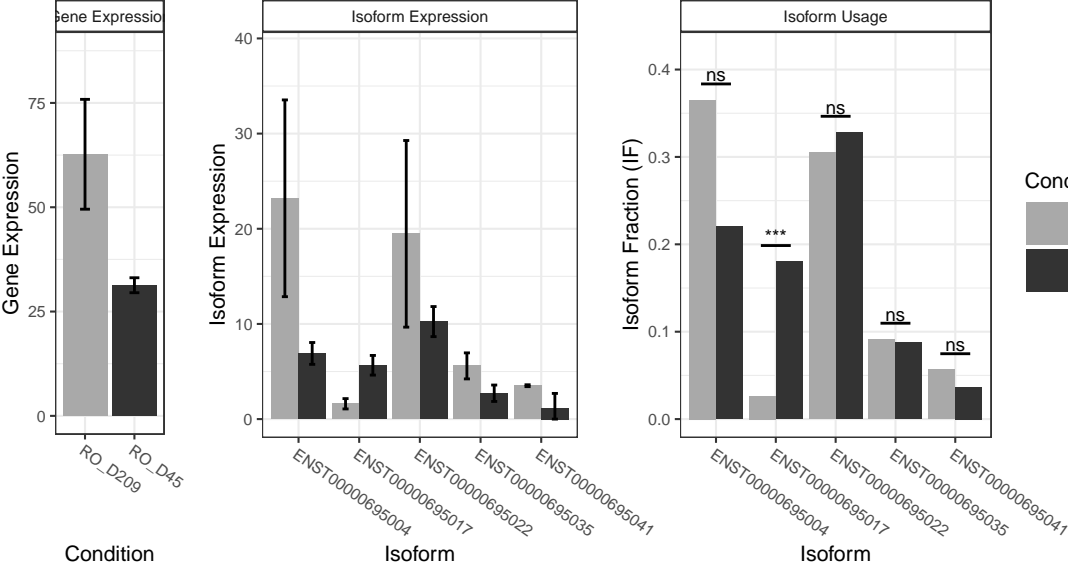 Gene Expression
Isoform Expression
Isoform Usage
Gene Expression
75
50
25
0
RO_D209
RO_D45
Condition
Isoform Expression
40
30
20
10
0
ENST00000695004
ENST00000695017
ENST00000695022
ENST00000695035
ENST00000695041
Isoform
Isoform Fraction (IF)
0.4
0.3
0.2
0.1
0.0
ns
***
ns
ns
ns
ENST00000695004
ENST00000695017
ENST00000695022
ENST00000695035
ENST00000695041
Isoform
Cond